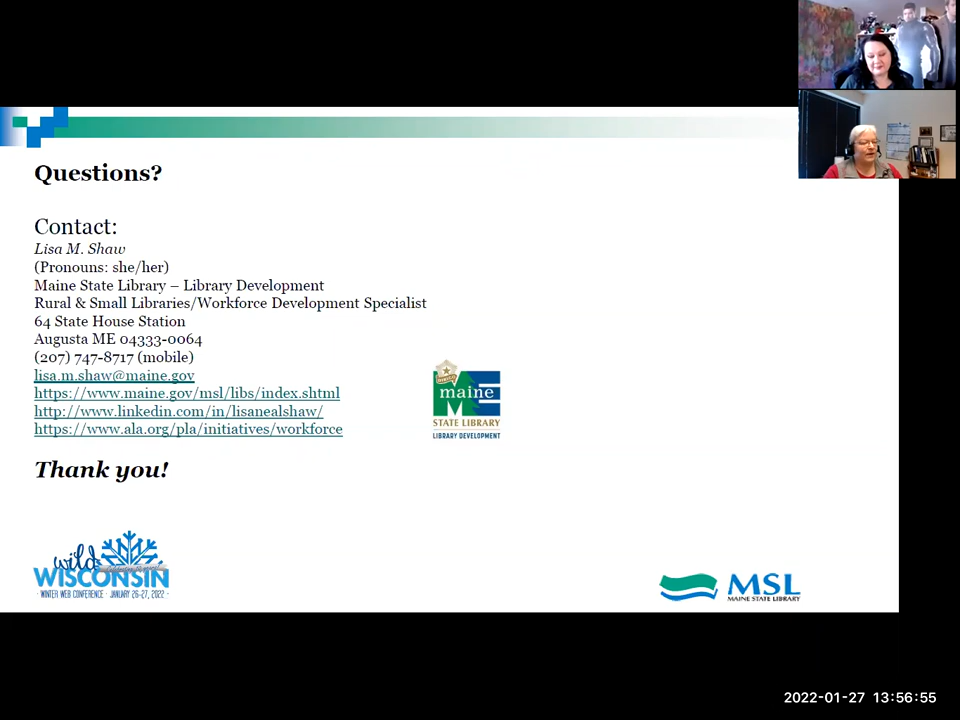 Questions?
Contact:
Lisa M. Shaw
(Pronouns: she/her)
Maine State Library – Library Development
Rural & Small Libraries/Workforce Development Specialist
64 State House Station
Augusta ME 04333-0064
(207) 747-8717 (mobile)
lisa.m.shaw@maine.gov
https://www.maine.gov/msl/libs/index.shtml
http://www.linkedin.com/in/lisanealshaw/
https://www.ala.org/pla/initiatives/workforce
maine
STATE LIBRARY
LIBRARY DEVELOPMENT
Thank you!
wild
WISCONSIN
· WINTER WEB CONFERENCE · JANUARY 26-27, 2022 ·
MSL
MAINE STATE LIBRARY
2022-01-27 13:56:55